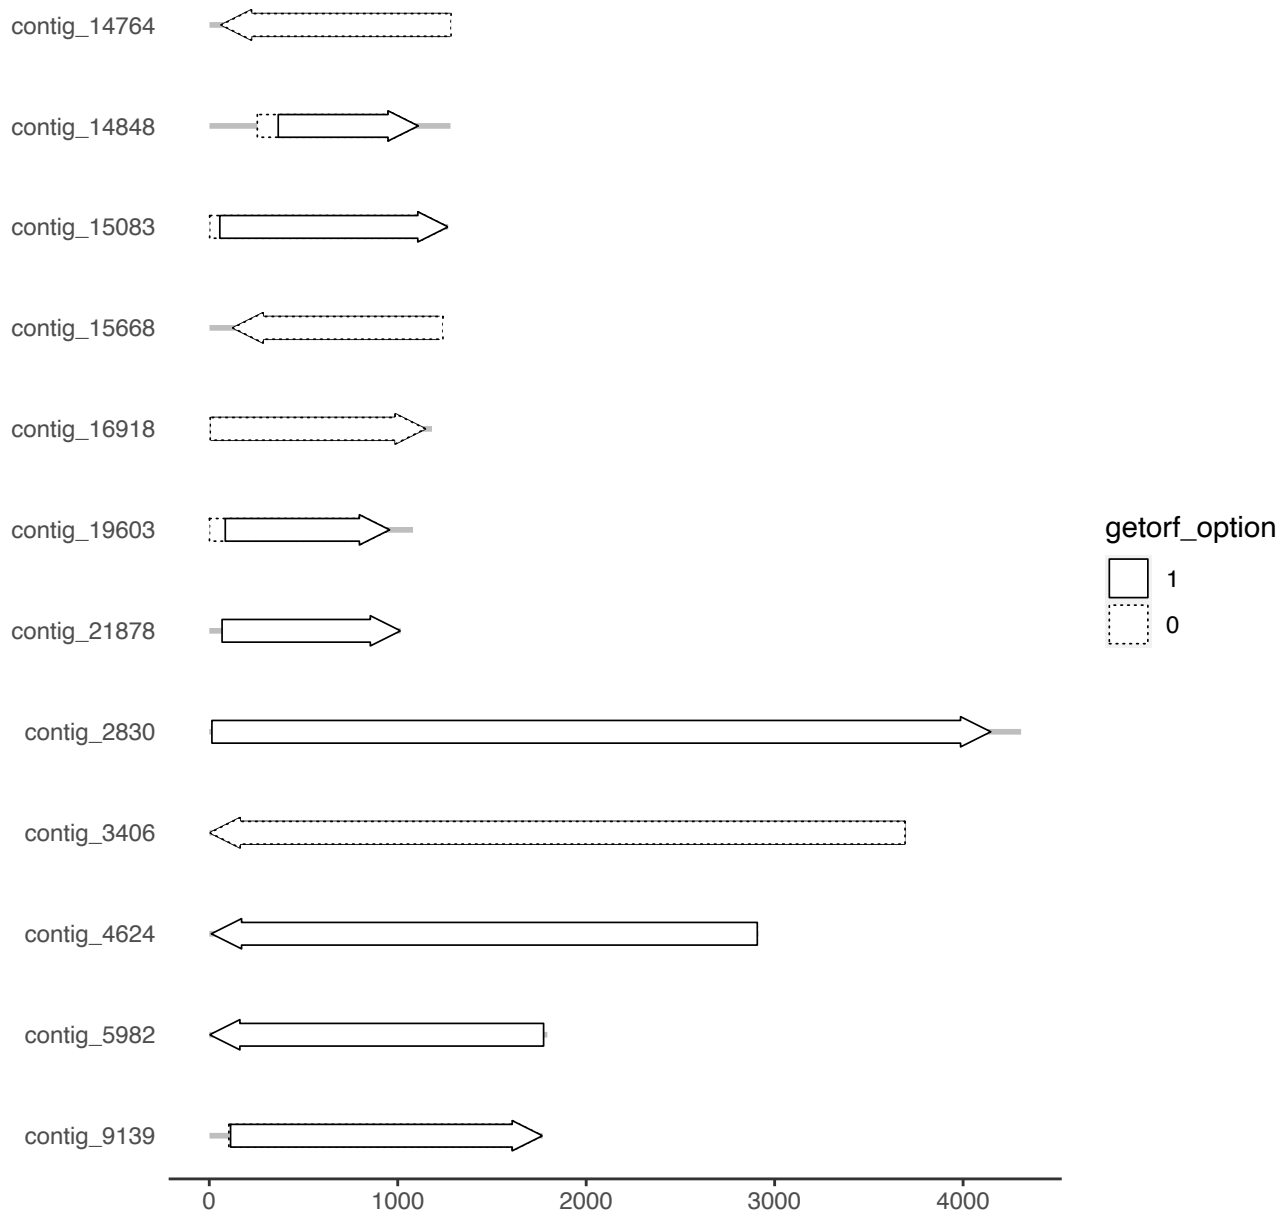 contig_14764
contig_14848
contig_15083
contig_15668
contig_16918
contig_19603
getorf_option
1
contig_21878
0
contig_2830
contig_3406
contig_4624
contig_5982
contig_9139
0 1000 2000 3000 4000